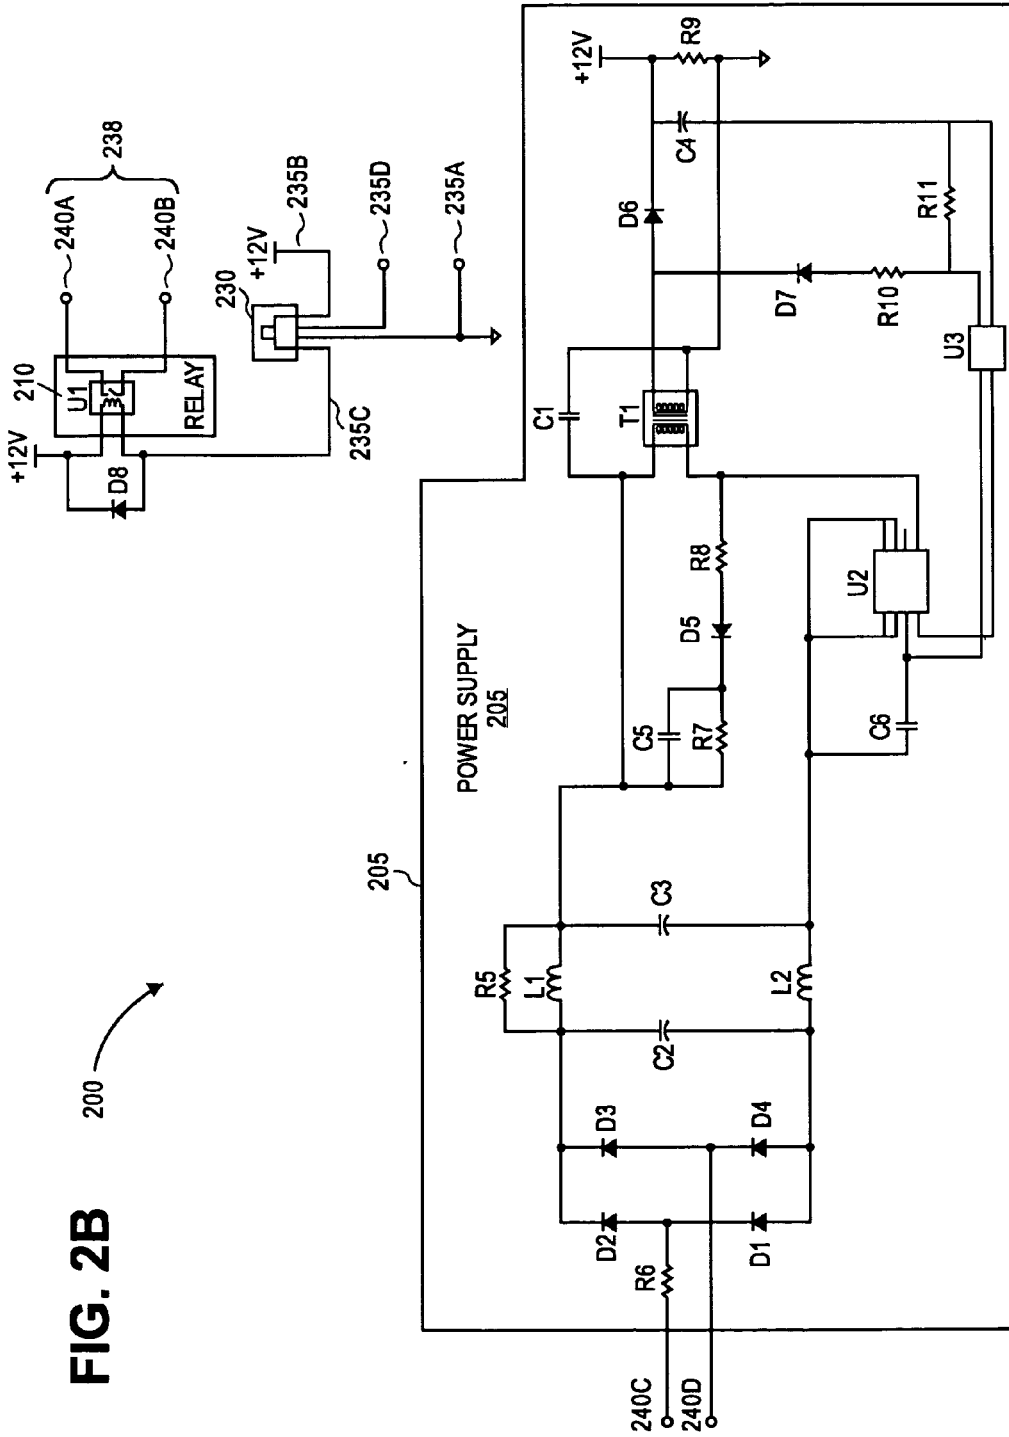 FIG. 2B
200
+12V
D8
210
U1
RELAY
240A
240B
238
235C
230
+12V
235B
235D
235A
205
POWER SUPPLY
205
240C
240D
R6
D2
D1
D3
D4
R5
L1
C2
C3
L2
C5
R7
D5
R8
C1
T1
C6
U2
D6
D7
R10
U3
R11
C4
+12V
R9